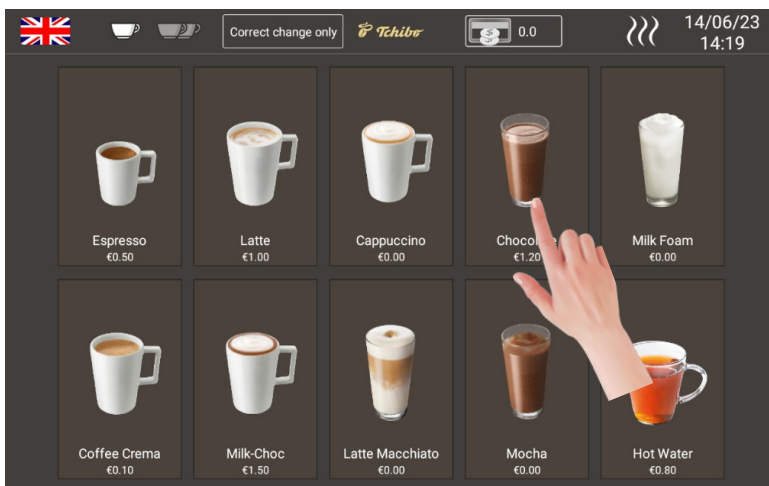 Correct change only
Tchibo
0.0
14/06/23
14:19
Espresso
€0.50
Latte
€1.00
Cappuccino
€0.00
€1.20
Milk Foam
€0.00
Coffee Crema
€0.10
Milk-Choc
€1.50
Latte Macchiato
€0.00
Mocha
€0.00
Hot Water
€0.80